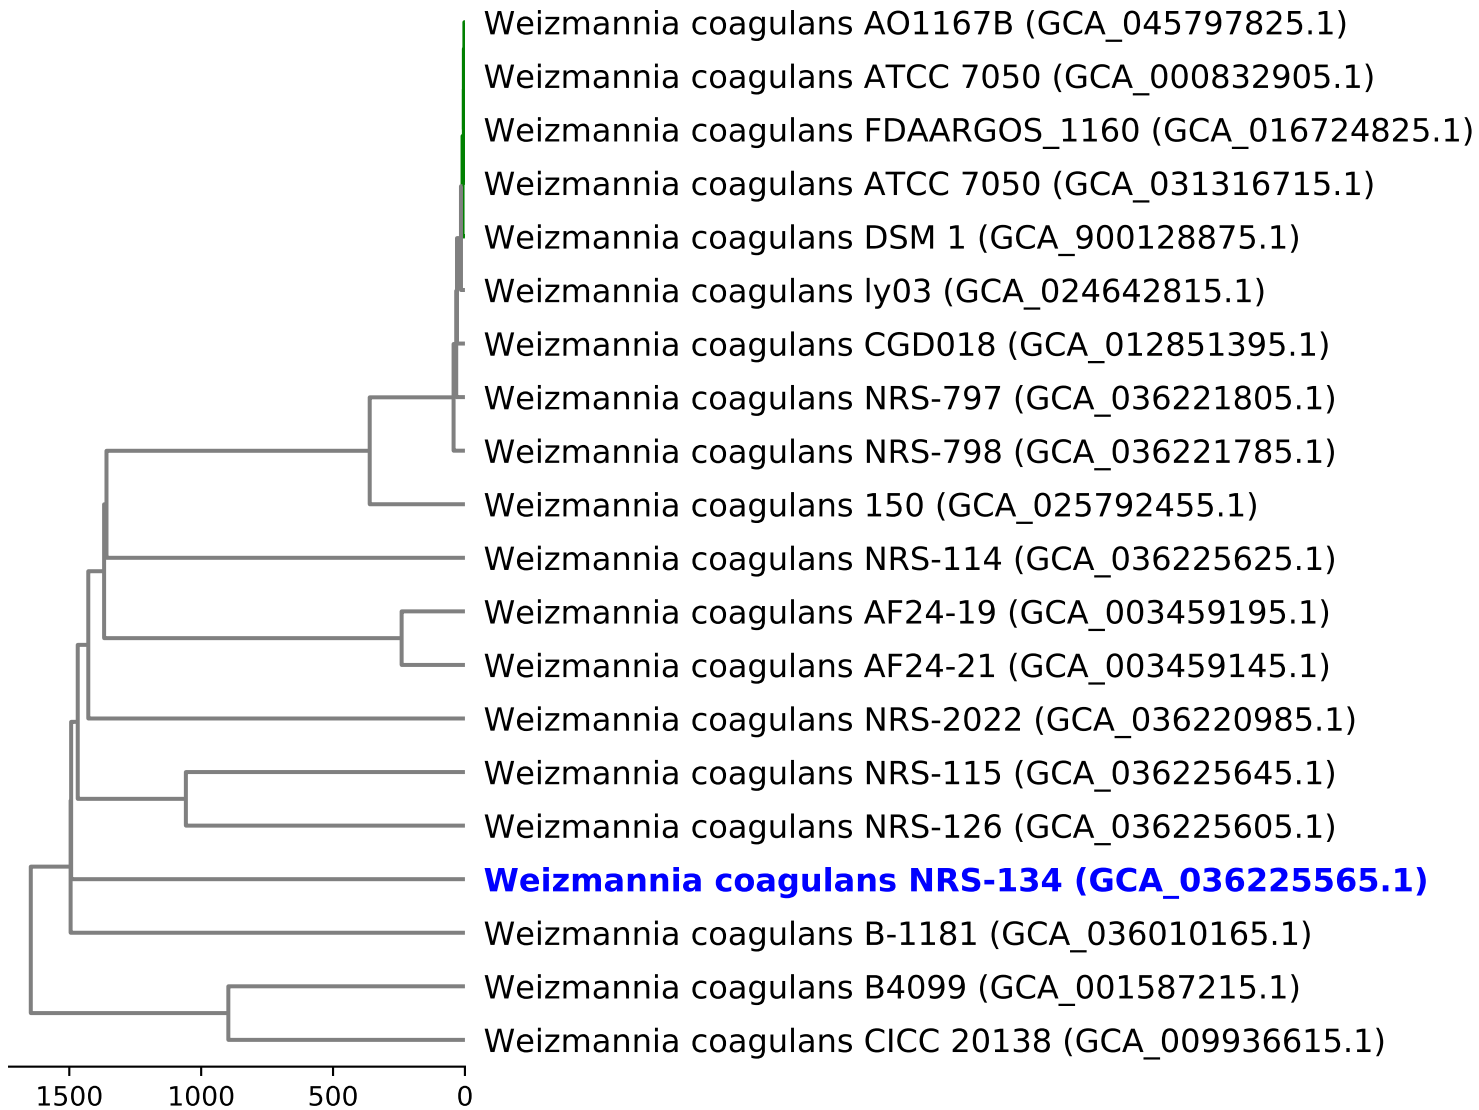 Weizmannia coagulans AO1167B (GCA_045797825.1)
Weizmannia coagulans ATCC 7050 (GCA_000832905.1)
Weizmannia coagulans FDAARGOS_1160 (GCA_016724825.1)
Weizmannia coagulans ATCC 7050 (GCA_031316715.1)
Weizmannia coagulans DSM 1 (GCA_900128875.1)
Weizmannia coagulans ly03 (GCA_024642815.1)
Weizmannia coagulans CGD018 (GCA_012851395.1)
Weizmannia coagulans NRS-797 (GCA_036221805.1)
Weizmannia coagulans NRS-798 (GCA_036221785.1)
Weizmannia coagulans 150 (GCA_025792455.1)
Weizmannia coagulans NRS-114 (GCA_036225625.1)
Weizmannia coagulans AF24-19 (GCA_003459195.1)
Weizmannia coagulans AF24-21 (GCA_003459145.1)
Weizmannia coagulans NRS-2022 (GCA_036220985.1)
Weizmannia coagulans NRS-115 (GCA_036225645.1)
Weizmannia coagulans NRS-126 (GCA_036225605.1)
Weizmannia coagulans NRS-134 (GCA_036225565.1)
Weizmannia coagulans B-1181 (GCA_036010165.1)
Weizmannia coagulans B4099 (GCA_001587215.1)
Weizmannia coagulans CICC 20138 (GCA_009936615.1)
1500 1000 500 0